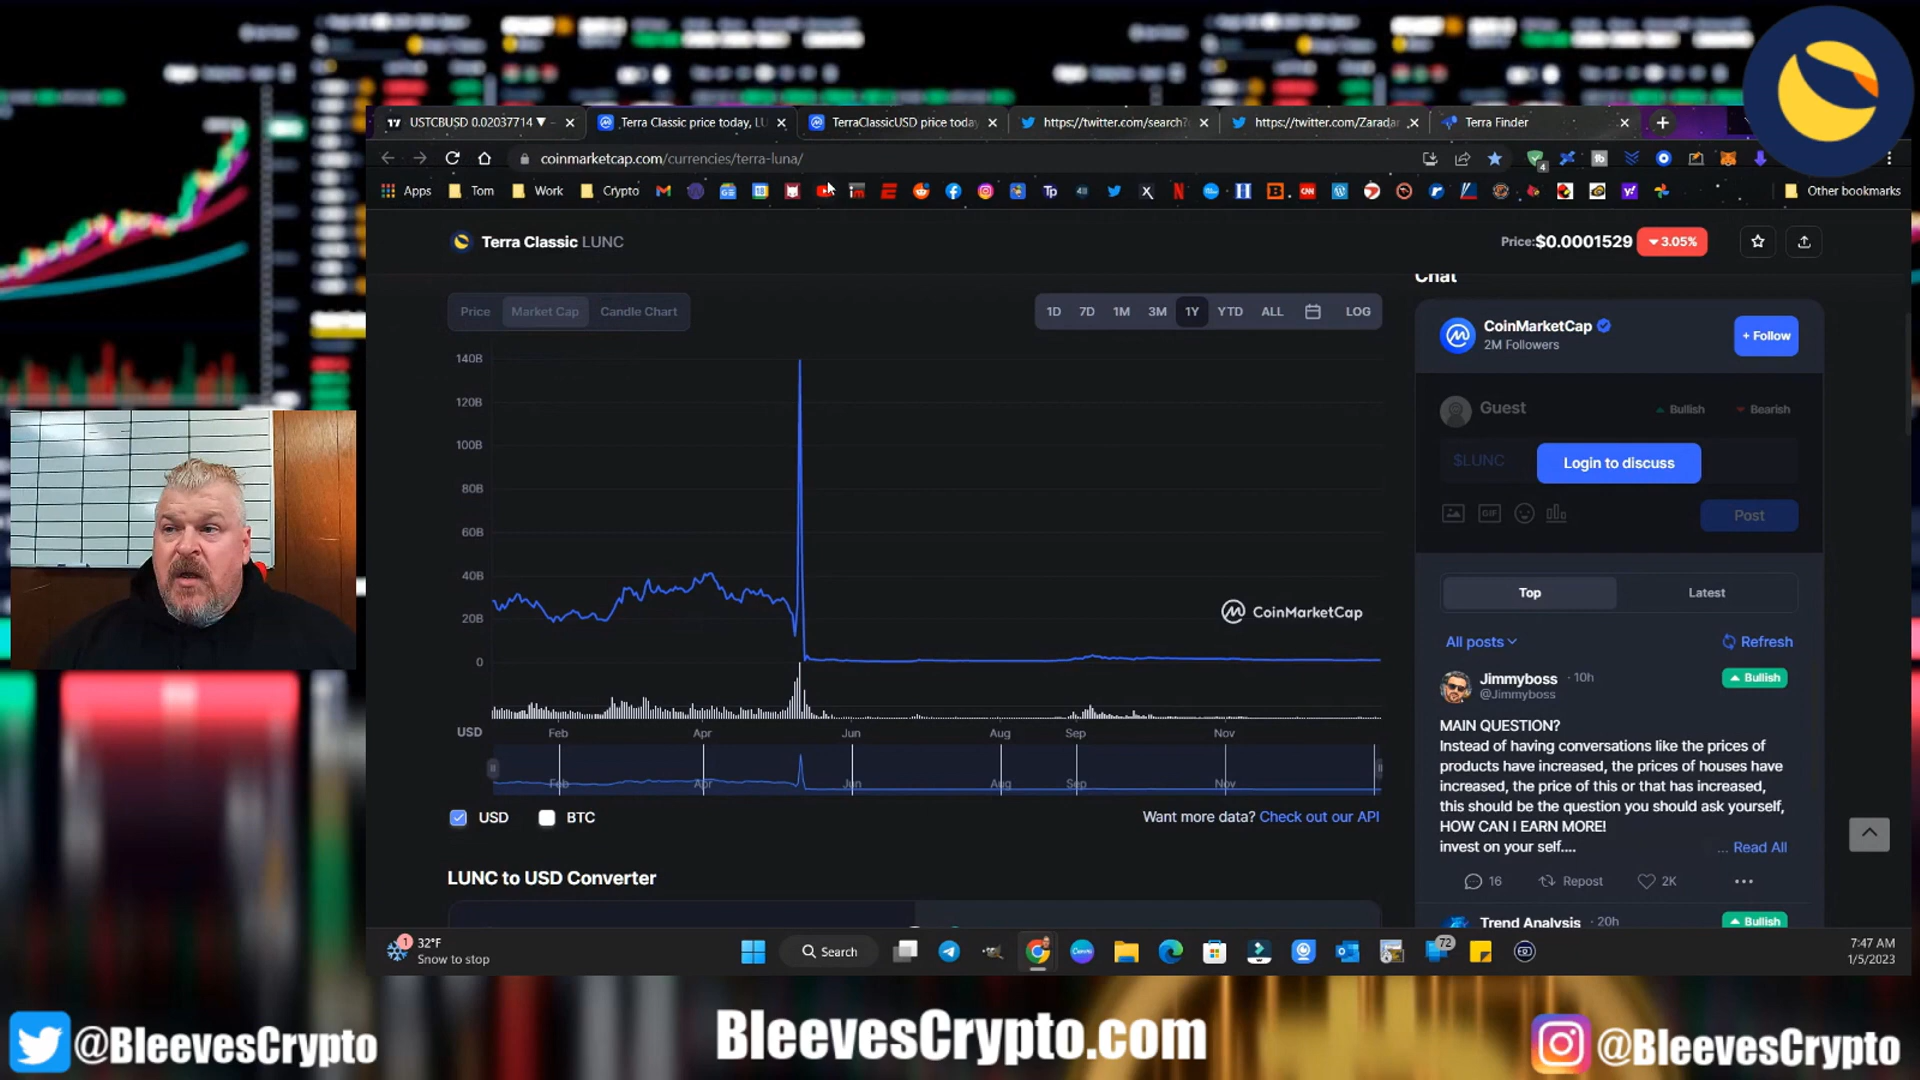 USTCBUSD 0.02037714 ▼
Terra Classic price today, LU
TerraClassicUSD price today
https://twitter.com/search?
https://twitter.com/Zaradar
Terra Finder
coinmarketcap.com/currencies/terra-luna/
Apps
Tom
Work
Crypto
Other bookmarks
Terra Classic LUNC
Price:$0.0001529
3.05%
Price
Market Cap
Candle Chart
1D
7D
1M
3M
1Y
YTD
ALL
LOG
140B
120B
100B
80B
60B
40B
20B
0
CoinMarketCap
USD
Feb
Apr
Jun
Aug
Sep
Nov
Feb
Apr
Jun
Aug
Sep
Nov
USD
BTC
Want more data? Check out our API
LUNC to USD Converter
Chat
CoinMarketCap
2M Followers
+ Follow
Guest
Bullish
Bearish
$LUNC
Login to discuss
GIF
Post
Top
Latest
All posts
Refresh
Jimmyboss · 10h
@Jimmyboss
Bullish
MAIN QUESTION?
Instead of having conversations like the prices of
products have increased, the prices of houses have
increased, the price of this or that has increased,
this should be the question you should ask yourself,
HOW CAN I EARN MORE!
invest on your self....
... Read All
16
Repost
2K
Trend Analysis · 20h
Bullish
1
32°F
Snow to stop
Search
72
7:47 AM
1/5/2023
@BleevesCrypto
BleevesCrypto.com
@BleevesCrypto